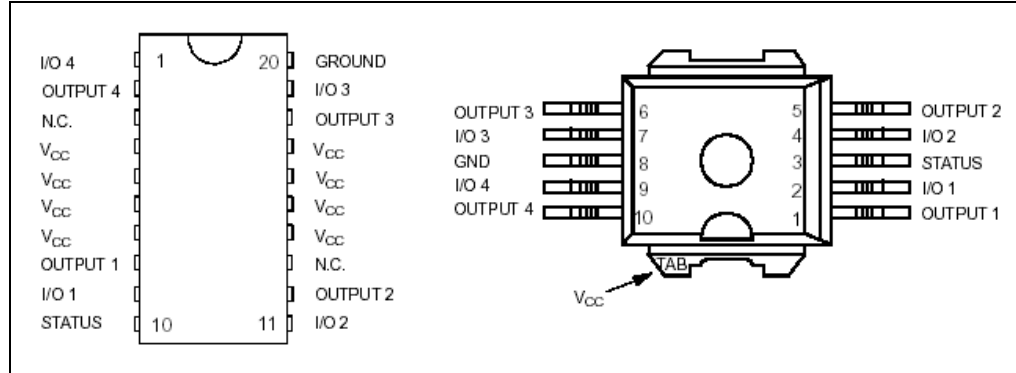 I/O 4 1 20 GROUND
OUTPUT 4 I/O 3
N.C. OUTPUT 3
VCC VCC
VCC VCC
VCC VCC
VCC VCC
OUTPUT 1 N.C.
I/O 1 OUTPUT 2
STATUS 10 11 I/O 2
OUTPUT 3 6 5 OUTPUT 2
I/O 3 7 4 I/O 2
GND 8 3 STATUS
I/O 4 9 2 I/O 1
OUTPUT 4 10 1 OUTPUT 1
TAB
VCC